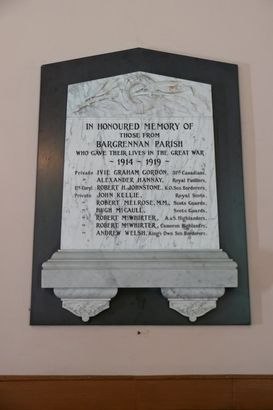 IN HONOURED MEMORY OF
THOSE FROM
BARGRENNAN PARISH
WHO GAVE THEIR LIVES IN THE GREAT WAR
~ 1914 ~ 1919 ~
Private IVIE GRAHAM GORDON, 31st Canadians.
" ALEXANDER HANNAY, Royal Fusiliers.
Lce. Corpl. ROBERT H. JOHNSTONE, K.O. Sco. Borderers.
Private JOHN KELLIE, Royal Scots.
" ROBERT MELROSE, M.M., Scots Guards.
" HUGH MCCAULL, Scots Guards.
" ROBERT MCWHIRTER, A. & S. Highlanders.
" ROBERT MCWHIRTER, Cameron Highlanders.
" ANDREW WELSH, King's Own Sco. Borderers.